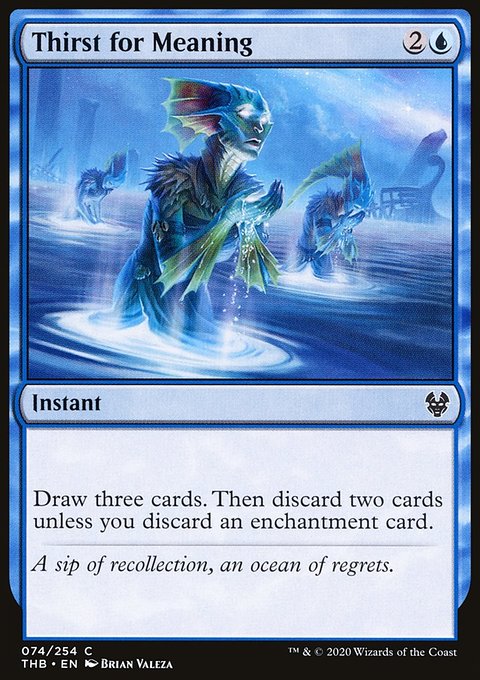 Thirst for Meaning 2
Instant
Draw three cards. Then discard two cards
unless you discard an enchantment card.
A sip of recollection, an ocean of regrets.
074/254 C
THB • EN Brian Valeza
™ & © 2020 Wizards of the Coast